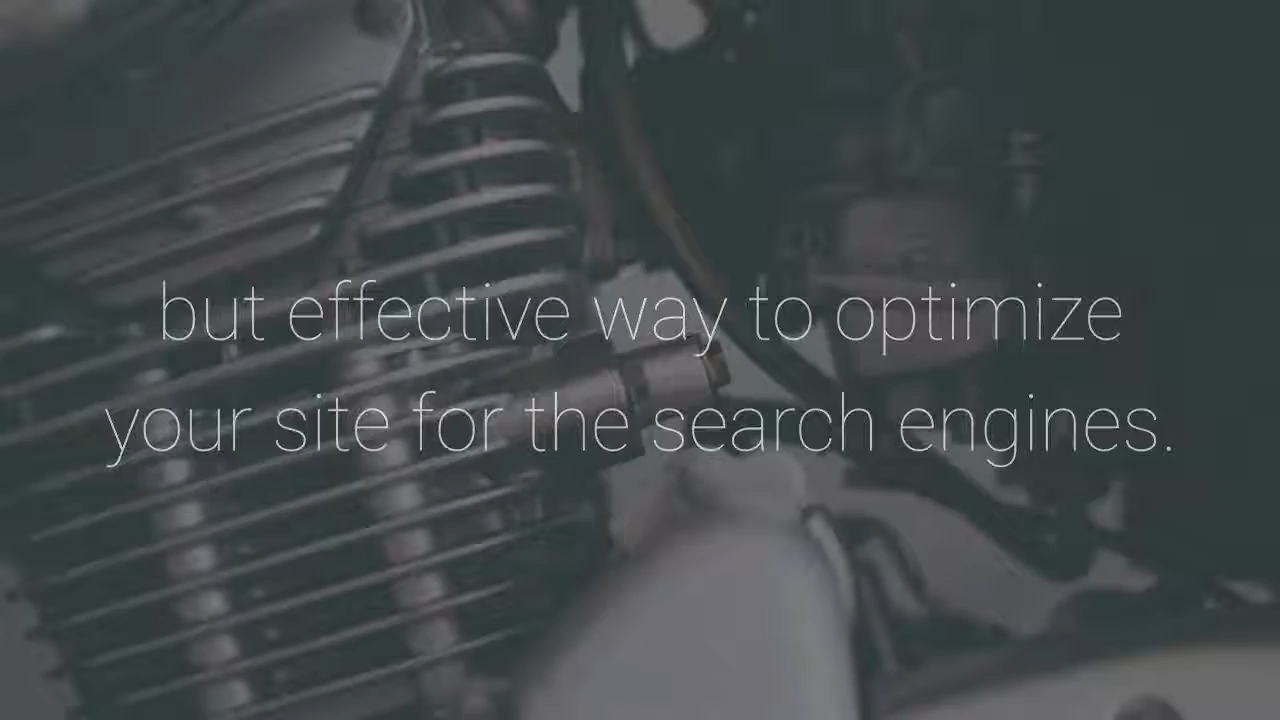 but effective way to optimize
your site for the search engines.